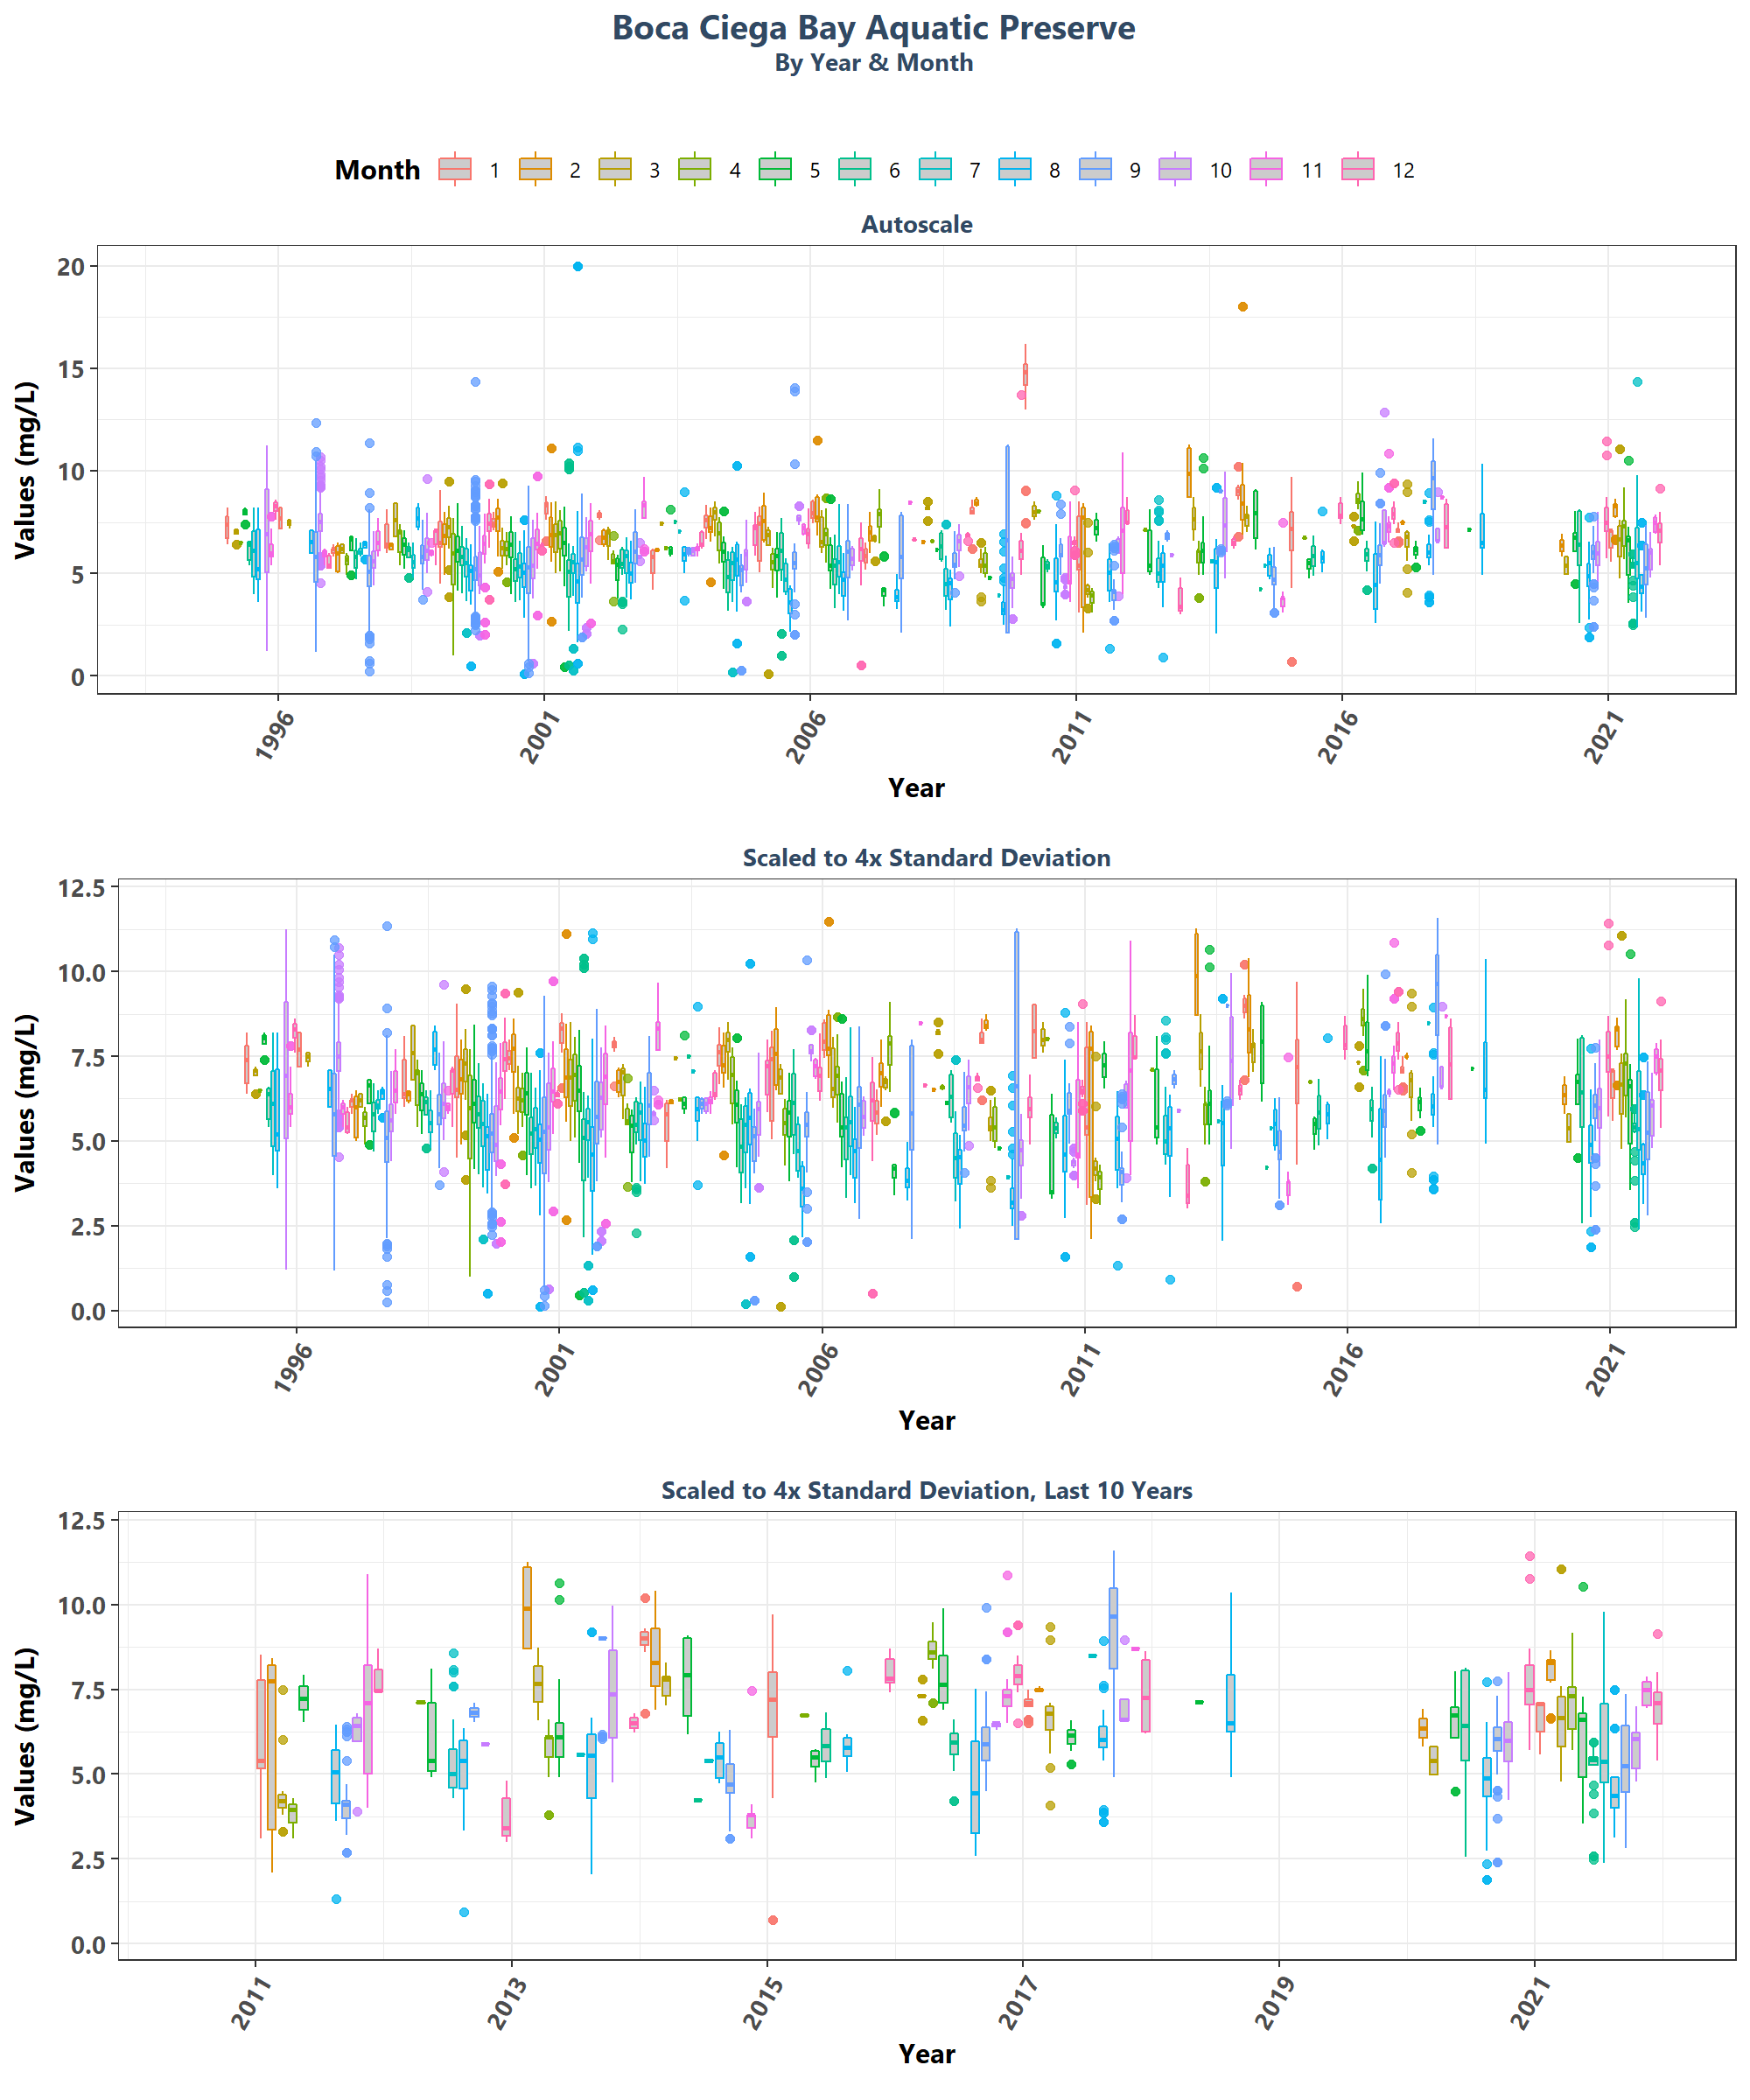 Boca Ciega Bay Aquatic Preserve
By Year & Month
Month 1 2 3 4 5 6 7 8 9 10 11 12
Autoscale
20
15
10
5
0
Values (mg/L)
1996 2001 2006 2011 2016 2021
Year
Scaled to 4x Standard Deviation
12.5
10.0
7.5
5.0
2.5
0.0
Values (mg/L)
1996 2001 2006 2011 2016 2021
Year
Scaled to 4x Standard Deviation, Last 10 Years
12.5
10.0
7.5
5.0
2.5
0.0
Values (mg/L)
2011 2013 2015 2017 2019 2021
Year